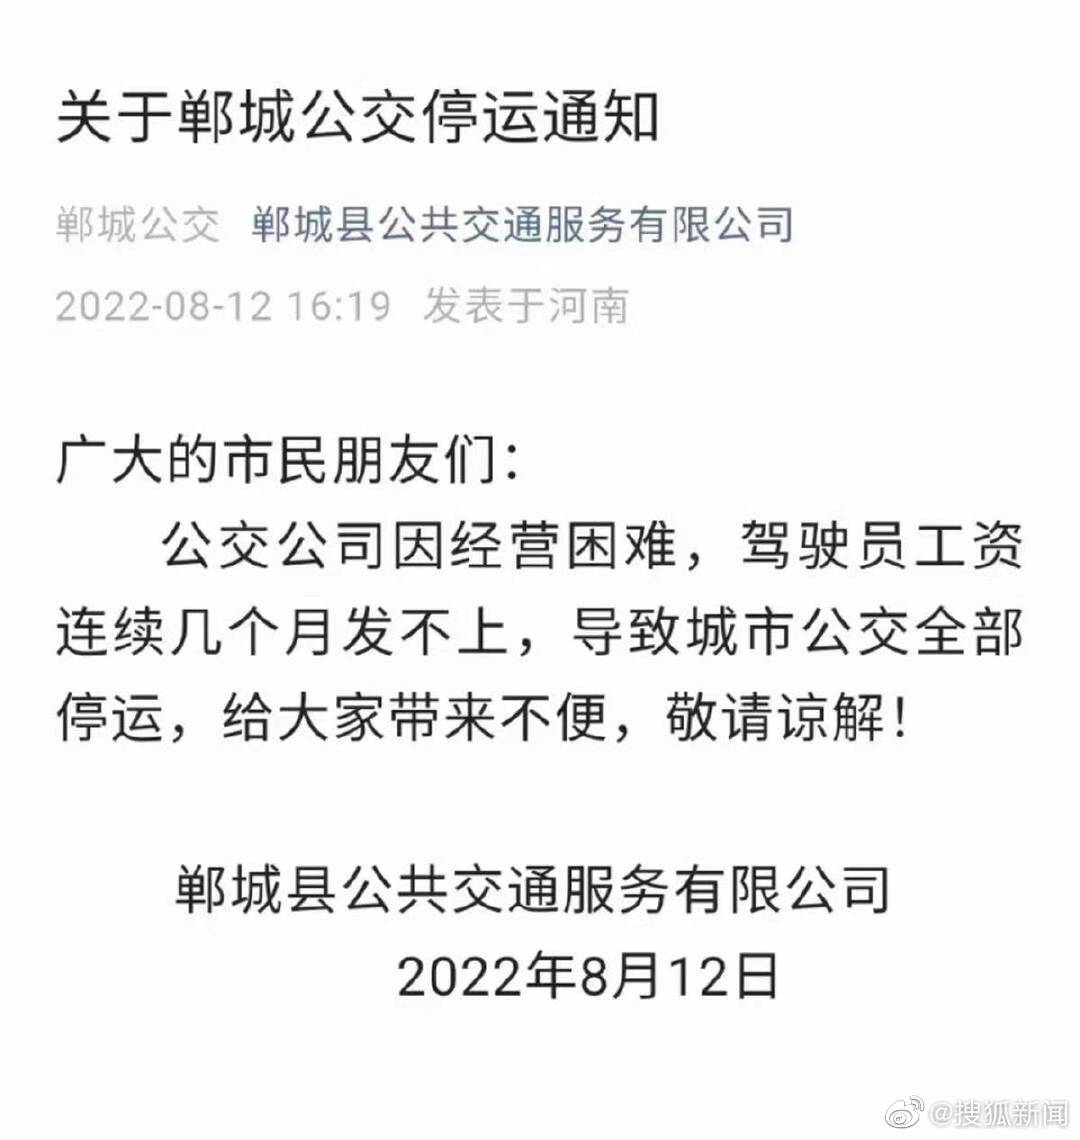 关于郸城公交停运通知
郸城公交 郸城县公共交通服务有限公司
2022-08-12 16:19 发表于河南
广大的市民朋友们：
公交公司因经营困难，驾驶员工资
连续几个月发不上，导致城市公交全部
停运，给大家带来不便，敬请谅解！
郸城县公共交通服务有限公司
2022年8月12日
@搜狐新闻